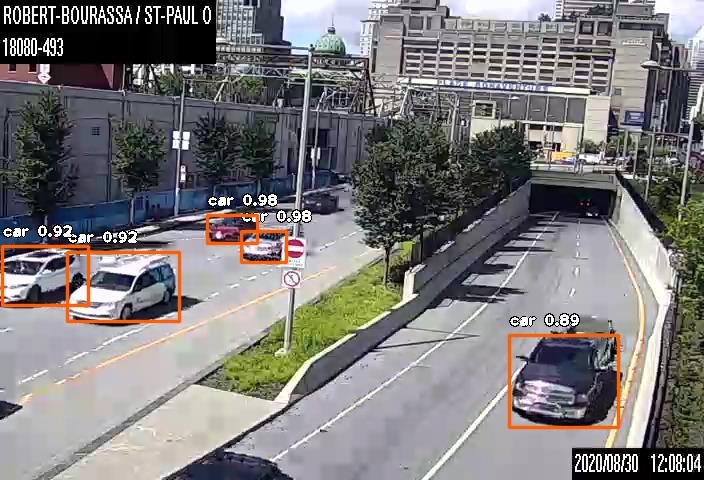 ROBERT-BOURASSA / ST-PAUL O
18080-493
PLACE BONAVENTURE
car 0.98
car 0.98
car 0.92
car 0.92
car 0.89
2020/08/30 12:08:04